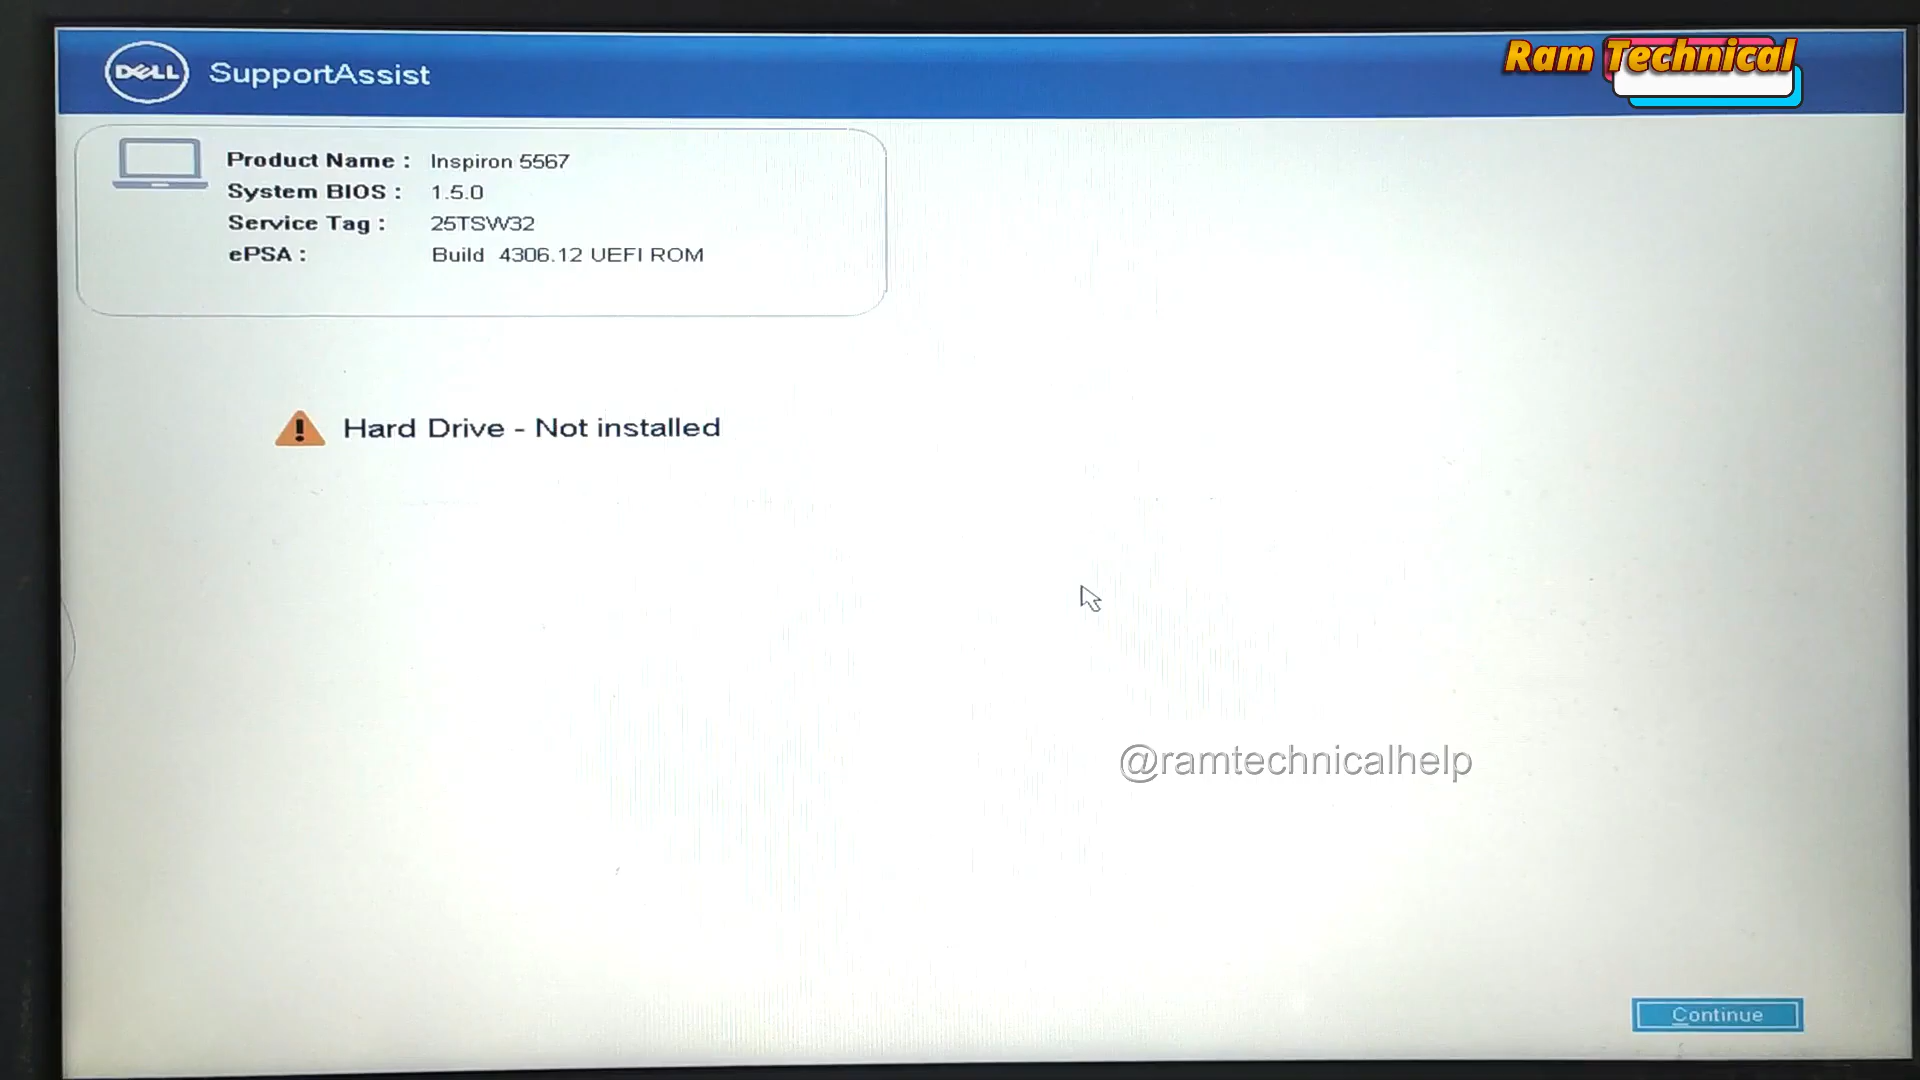 DELL SupportAssist
Ram Technical
Product Name : Inspiron 5567
System BIOS : 1.5.0
Service Tag : 25TSW32
ePSA : Build 4306.12 UEFI ROM
Hard Drive - Not installed
@ramtechnicalhelp
Continue